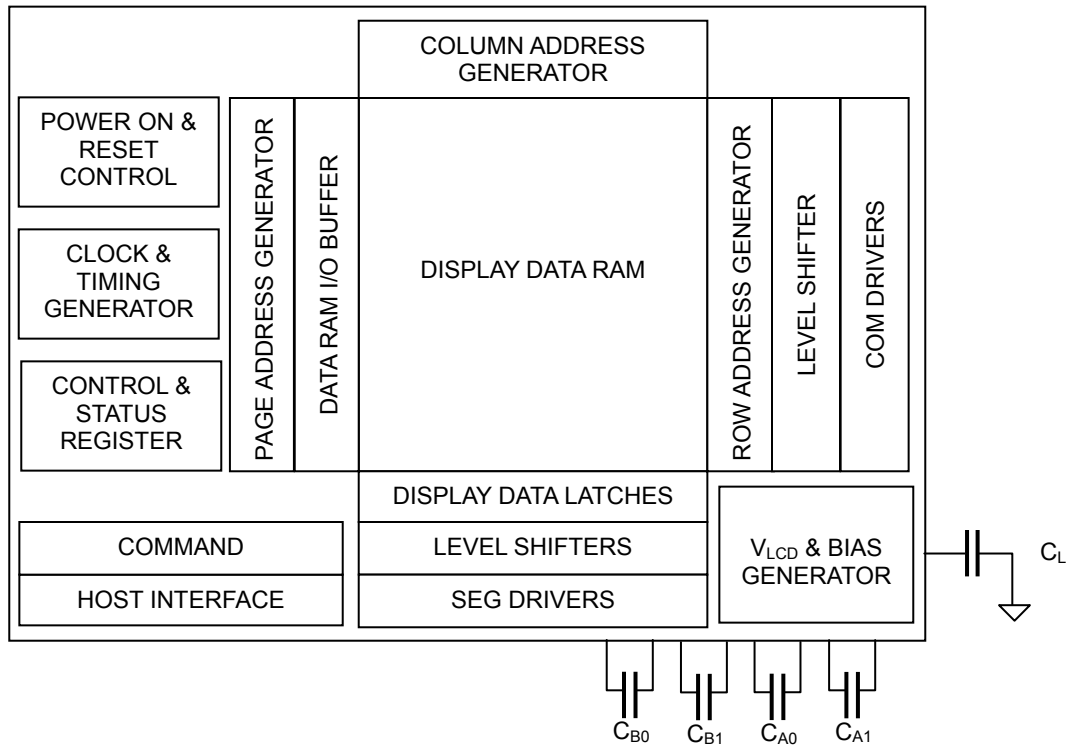 COLUMN ADDRESS
GENERATOR
POWER ON &
RESET
CONTROL
CLOCK &
TIMING
GENERATOR
CONTROL &
STATUS
REGISTER
PAGE ADDRESS GENERATOR
DATA RAM I/O BUFFER
DISPLAY DATA RAM
ROW ADDRESS GENERATOR
LEVEL SHIFTER
COM DRIVERS
DISPLAY DATA LATCHES
COMMAND
LEVEL SHIFTERS
HOST INTERFACE
SEG DRIVERS
VLCD & BIAS
GENERATOR
CL
CB0
CB1
CA0
CA1